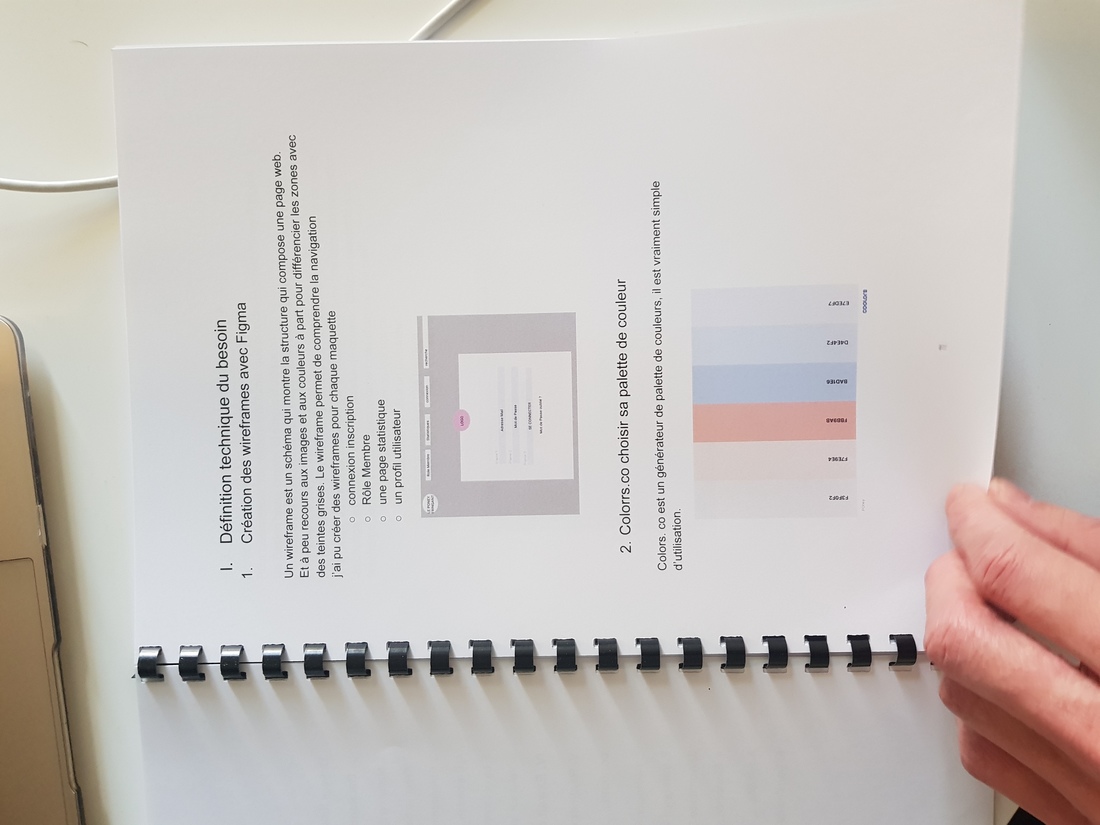 I. Définition technique du besoin
1. Création des wireframes avec Figma
Un wireframe est un schéma qui montre la structure qui compose une page web.
Et à peu recours aux images et aux couleurs à part pour différencier les zones avec
des teintes grises. Le wireframe permet de comprendre la navigation
j'ai pu créer des wireframes pour chaque maquette
○ connexion inscription
○ Rôle Membre
○ une page statistique
○ un profil utilisateur
Rôle Membre Statistiques connexion recherche
LOGO
Adresse Mail
Mot de Passe
SE CONNECTER
Mot de Passe oublié ?
2. Colorrs.co choisir sa palette de couleur
Colors. co est un générateur de palette de couleurs, il est vraiment simple
d'utilisation.
F3F0F2
F7E9E4
BAD1E6
D4E4F2
E7EDF7
coolors